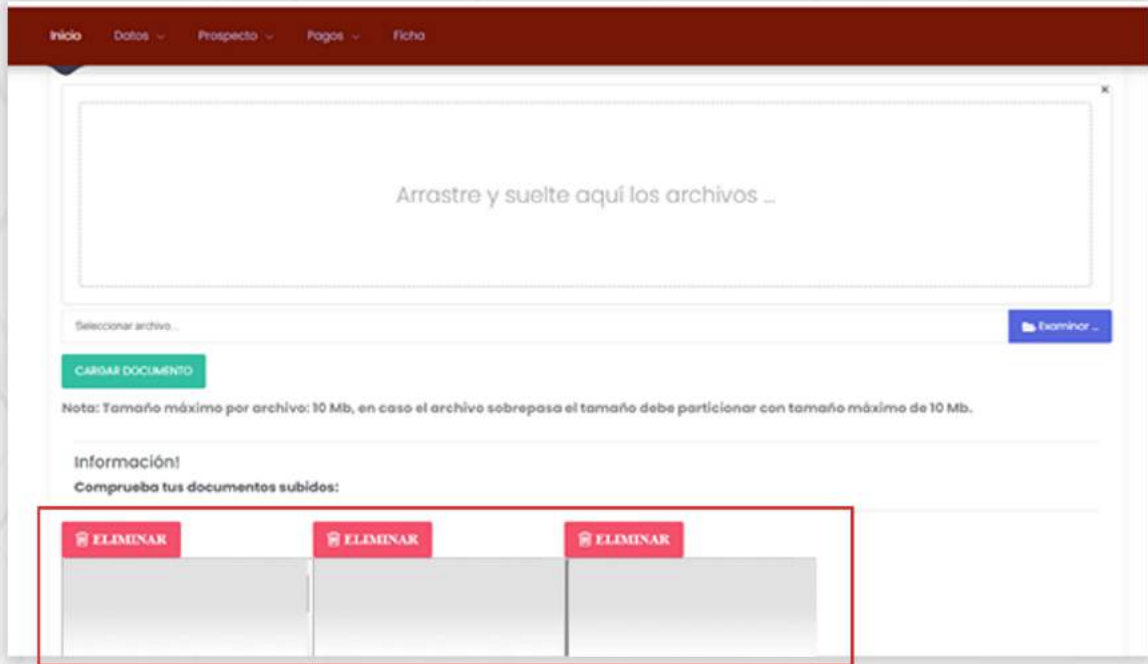 Inicio Datos Prospecto Pagos Ficha
Arrastre y suelte aquí los archivos ...
Seleccionar archivo... Examinar ...
CARGAR DOCUMENTO
Nota: Tamaño máximo por archivo: 10 Mb, en caso el archivo sobrepasa el tamaño debe particionar con tamaño máximo de 10 Mb.
Información!
Comprueba tus documentos subidos:
ELIMINAR ELIMINAR ELIMINAR